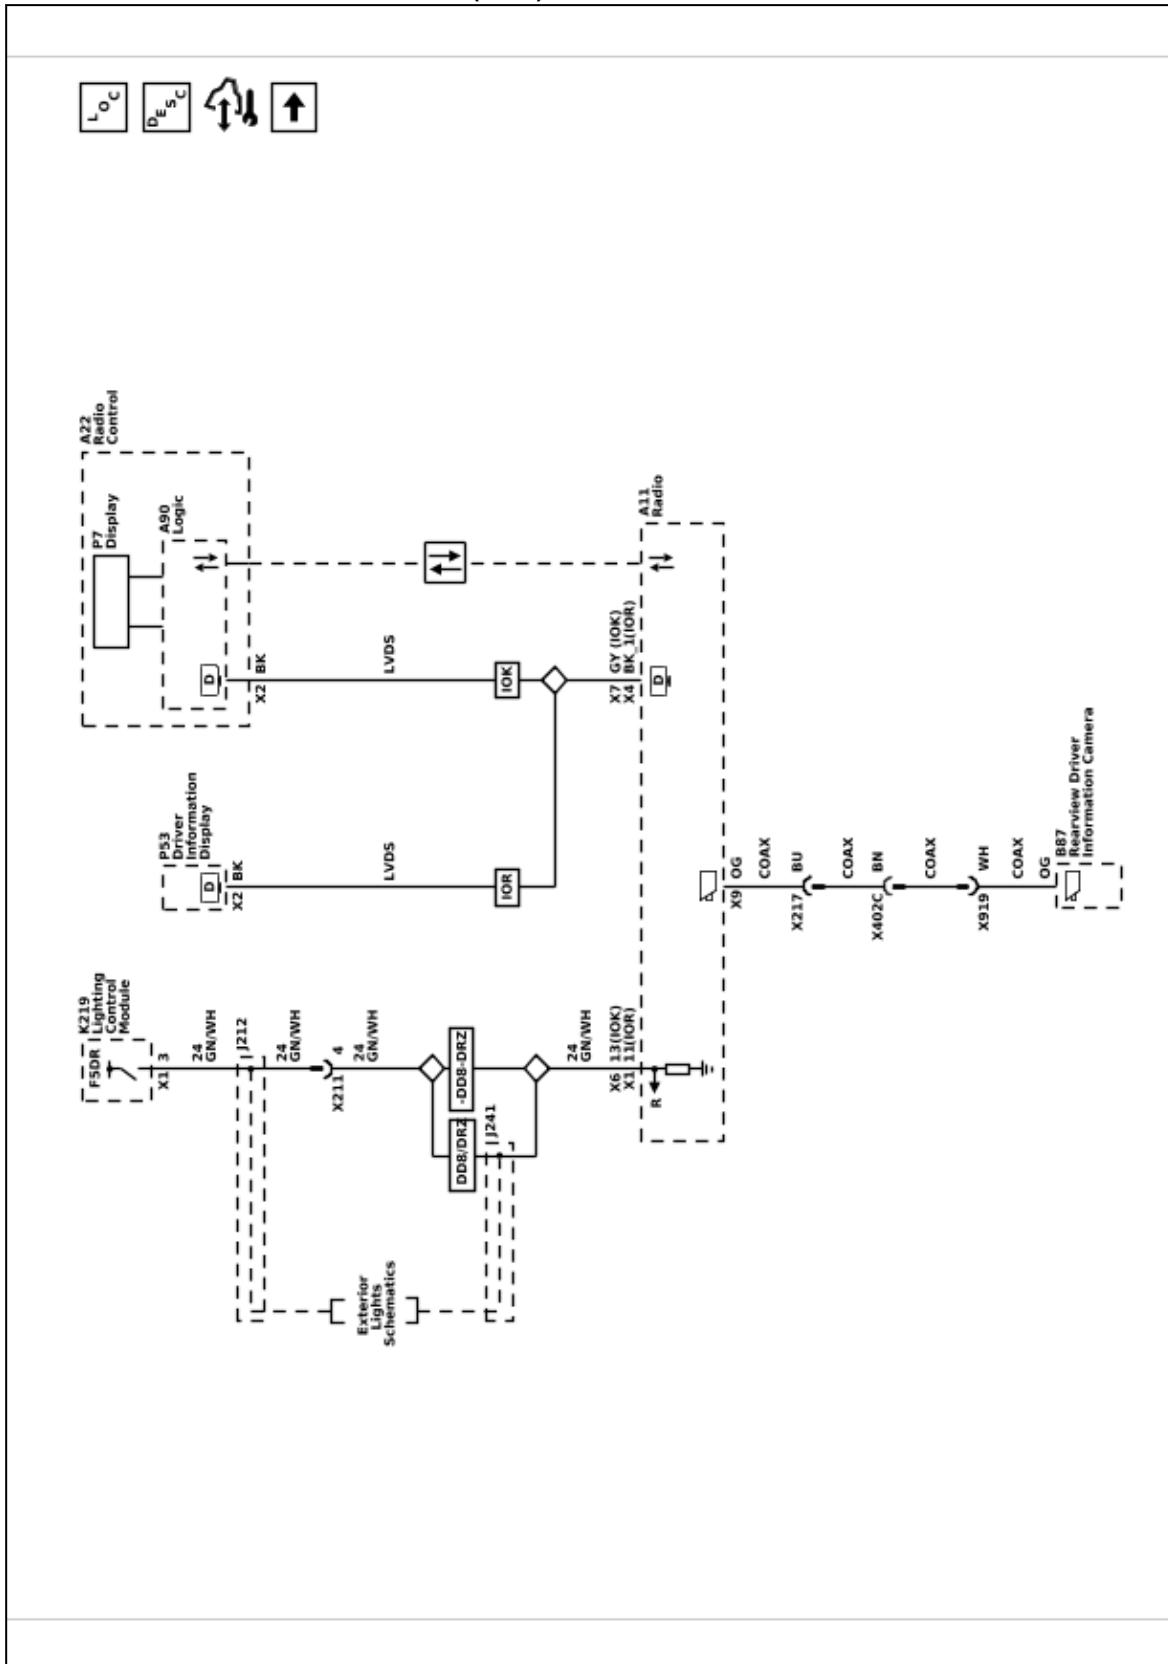 LOC
DESC
K219
Lighting
Control
Module
F5DR
X1 3
24
GN/WH
J212
24
GN/WH
X211 4
24
GN/WH
-DD8-DRZ
DD8/DRZ
J241
24
GN/WH
X6 13(IOK)
X1 11(IOR)
R
Exterior
Lights
Schematics
P53
Driver
Information
Display
D
X2 BK
LVDS
IOR
A22
Radio
Control
P7
Display
A90
Logic
D
X2 BK
LVDS
IOK
X7 GY (IOK)
X4 BK_1(IOR)
D
A11
Radio
X9 OG
COAX
X217 BU
COAX
X402C BN
COAX
X919 WH
COAX
OG
B87
Rearview Driver
Information Camera